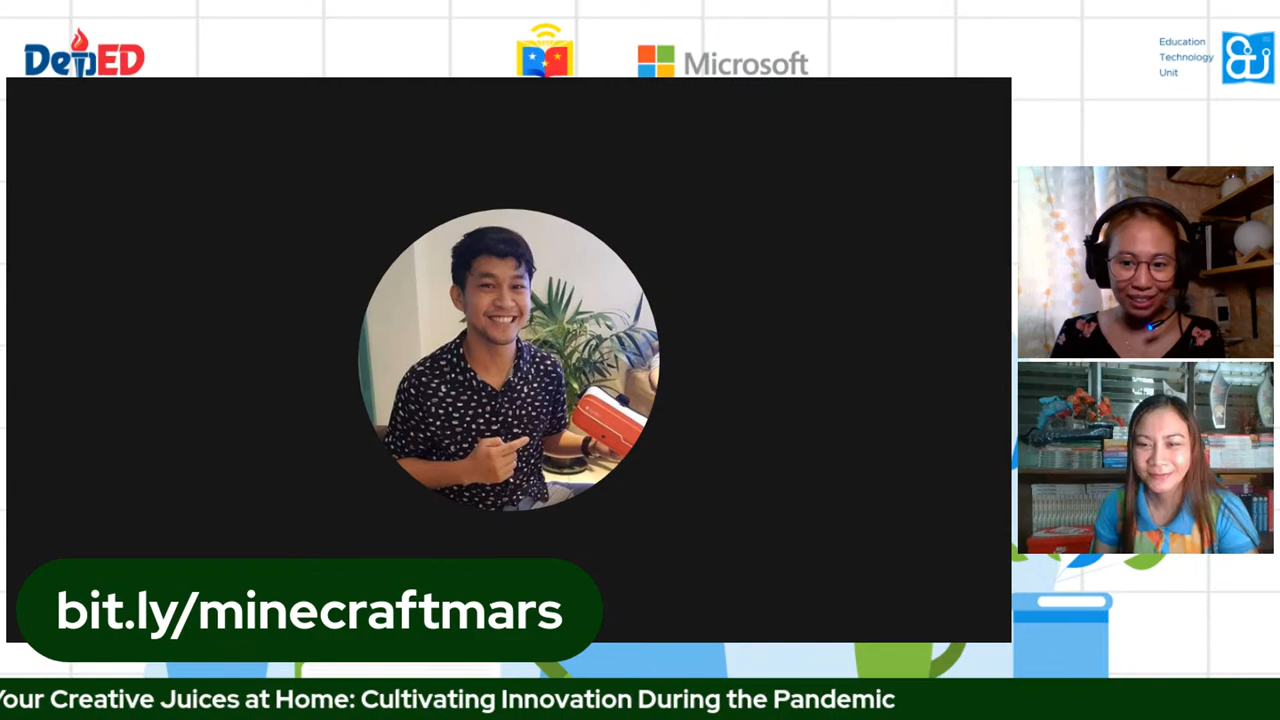 DepED
Microsoft
Education
Technology
Unit
bit.ly/minecraftmars
Your Creative Juices at Home: Cultivating Innovation During the Pandemic